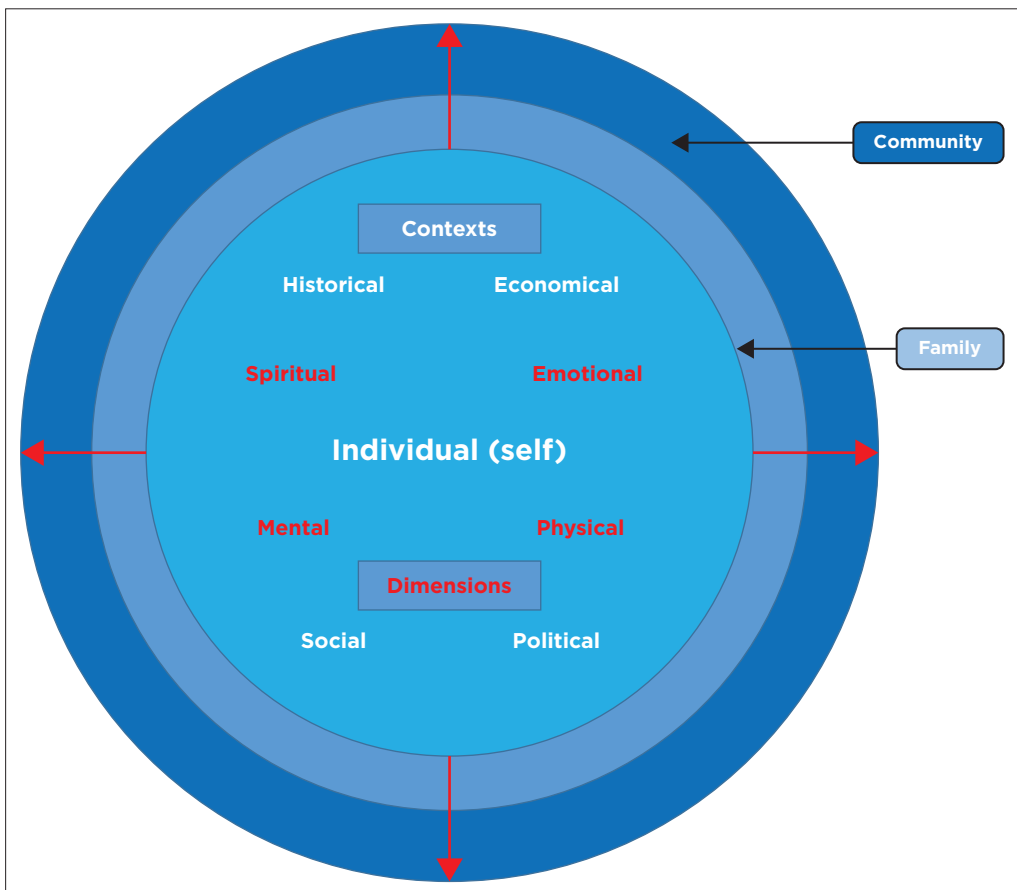 Community
Contexts
Historical
Economical
Family
Spiritual
Emotional
Individual (self)
Mental
Physical
Dimensions
Social
Political